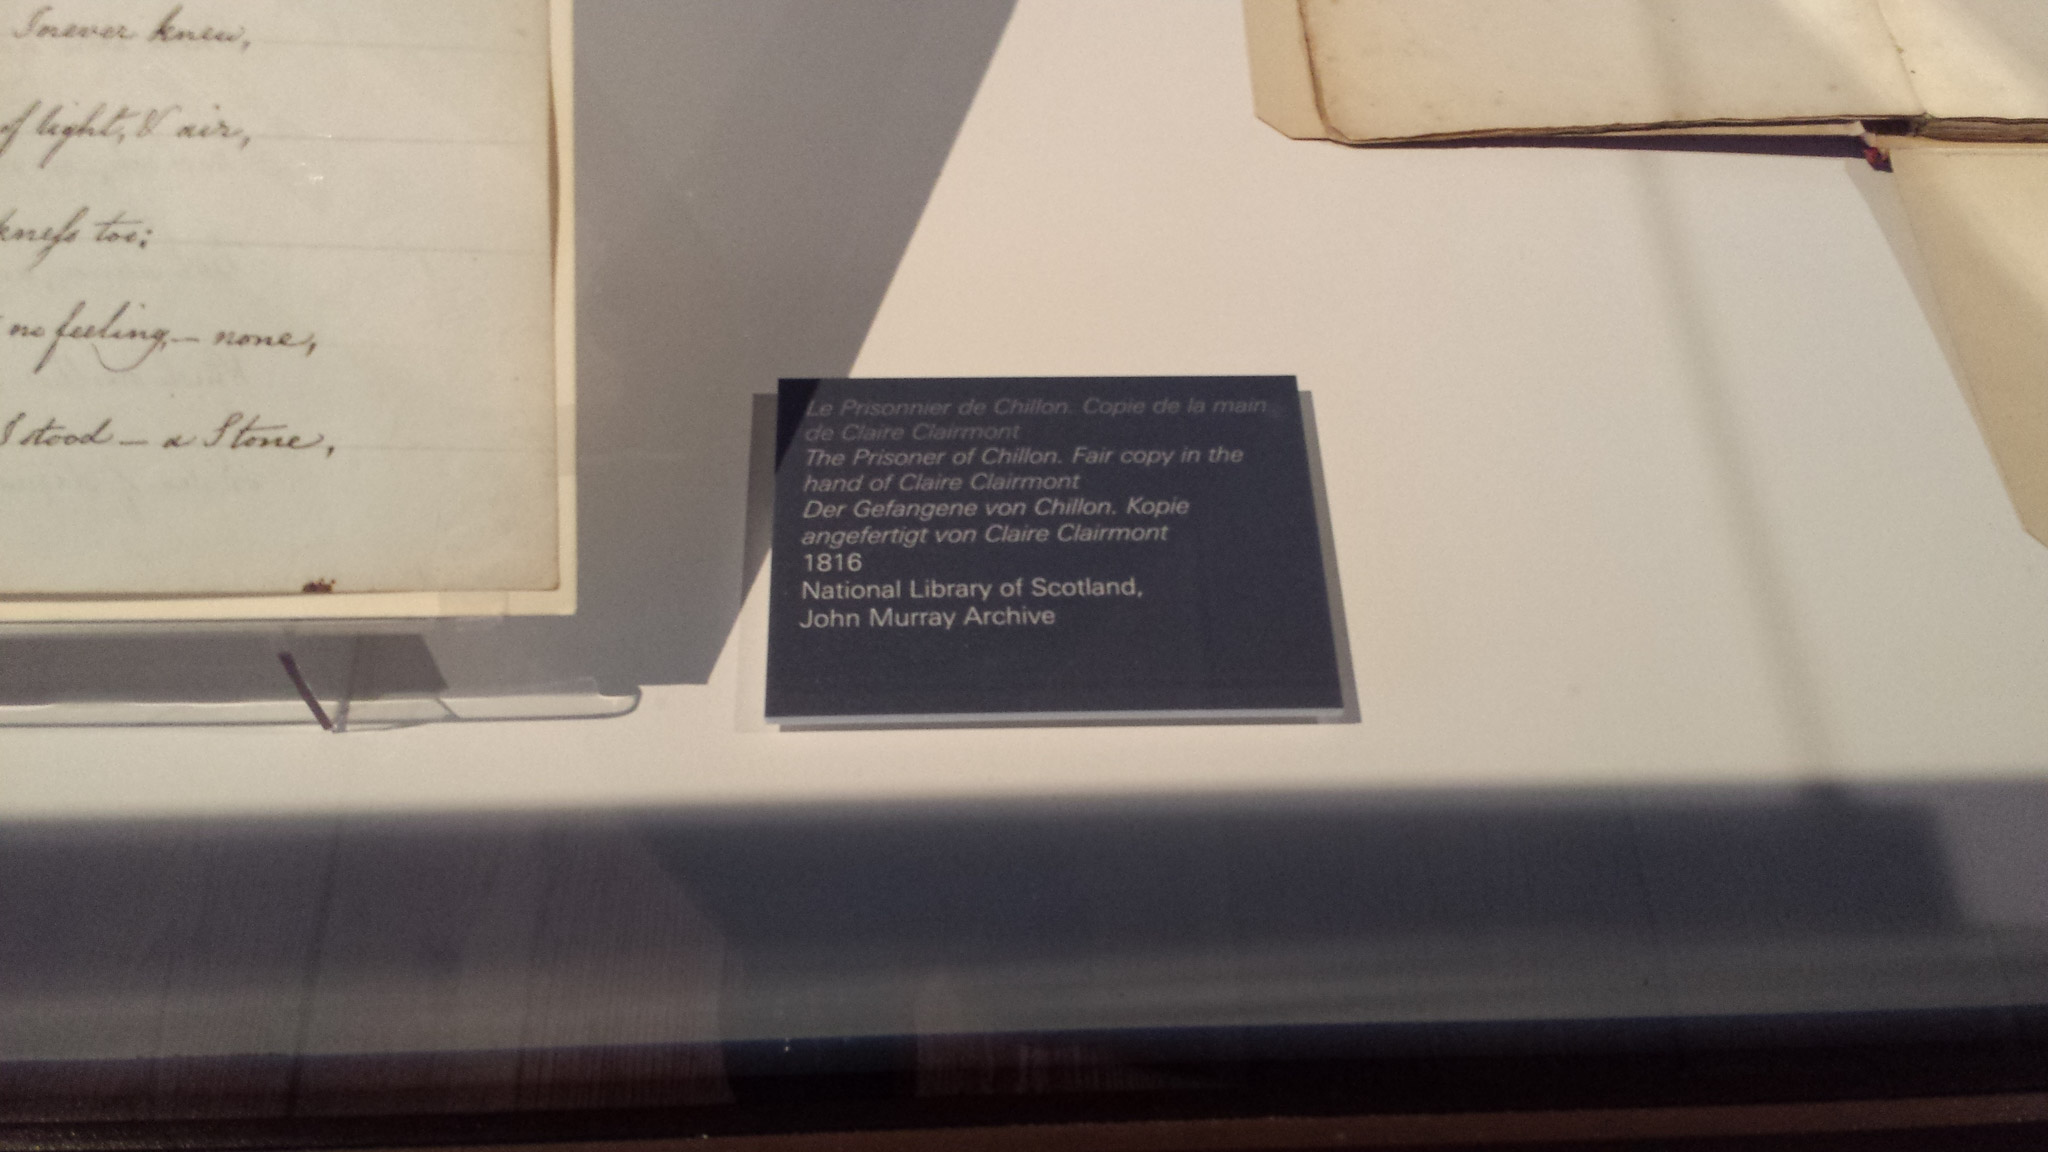 I never knew,
of light, & air,
kness too:
no feeling,— none,
I stood — a Stone,
Le Prisonnier de Chillon. Copie de la main
de Claire Clairmont
The Prisoner of Chillon. Fair copy in the
hand of Claire Clairmont
Der Gefangene von Chillon. Kopie
angefertigt von Claire Clairmont
1816
National Library of Scotland,
John Murray Archive